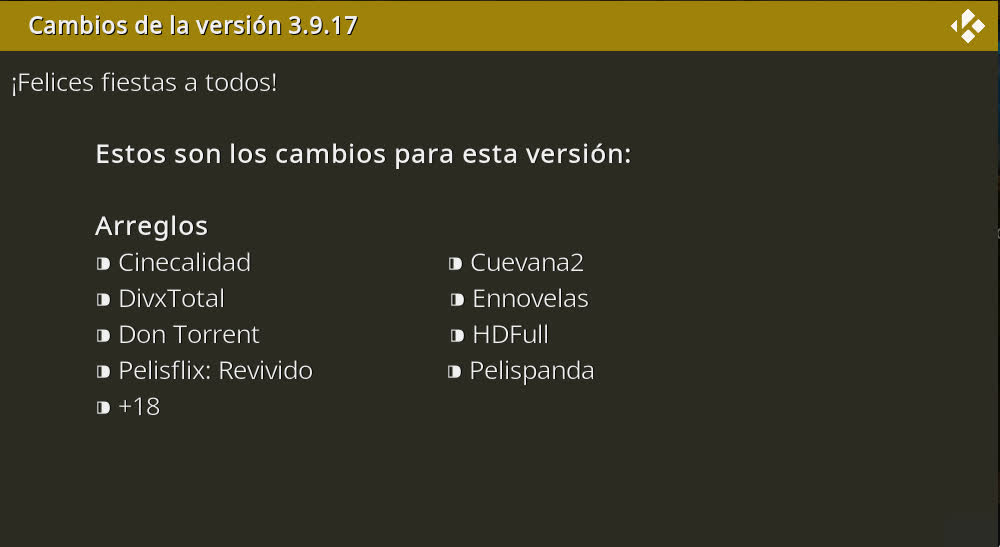 Cambios de la versión 3.9.17
¡Felices fiestas a todos!
Estos son los cambios para esta versión:
Arreglos
Cinecalidad Cuevana2
DivxTotal Ennovelas
Don Torrent HDFull
Pelisflix: Revivido Pelispanda
+18